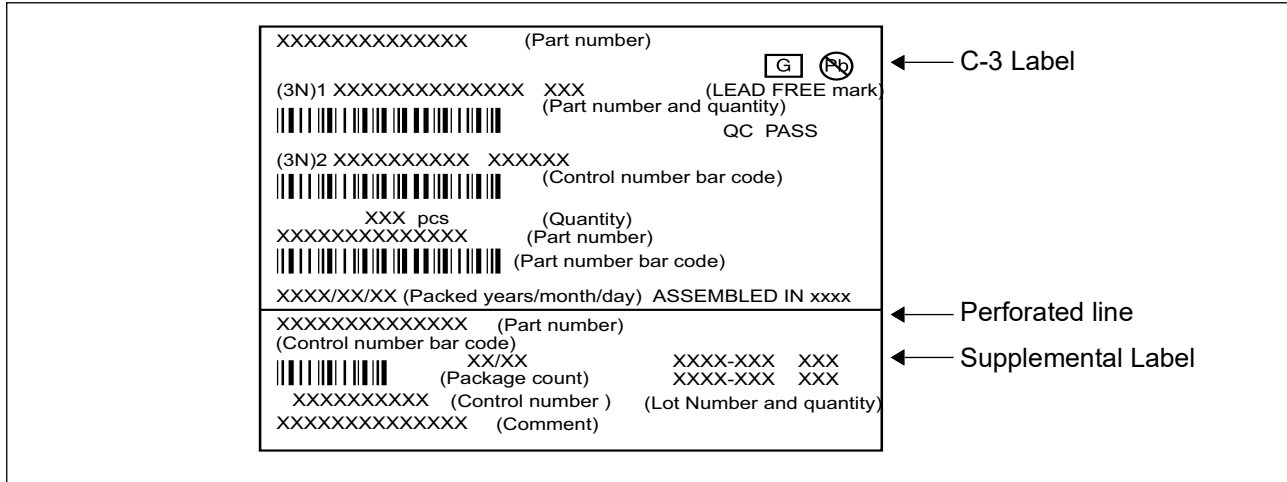 XXXXXXXXXXXXXX (Part number)
G Pb
C-3 Label
(3N)1 XXXXXXXXXXXXXX XXX (LEAD FREE mark)
(Part number and quantity)
QC PASS
(3N)2 XXXXXXXXXX XXXXXX
(Control number bar code)
XXX pcs (Quantity)
XXXXXXXXXXXXXX (Part number)
(Part number bar code)
XXXX/XX/XX (Packed years/month/day) ASSEMBLED IN xxxx
Perforated line
XXXXXXXXXXXXXX (Part number)
(Control number bar code)
XX/XX XXXX-XXX XXX
Supplemental Label
(Package count) XXXX-XXX XXX
XXXXXXXXXX (Control number ) (Lot Number and quantity)
XXXXXXXXXXXXXX (Comment)